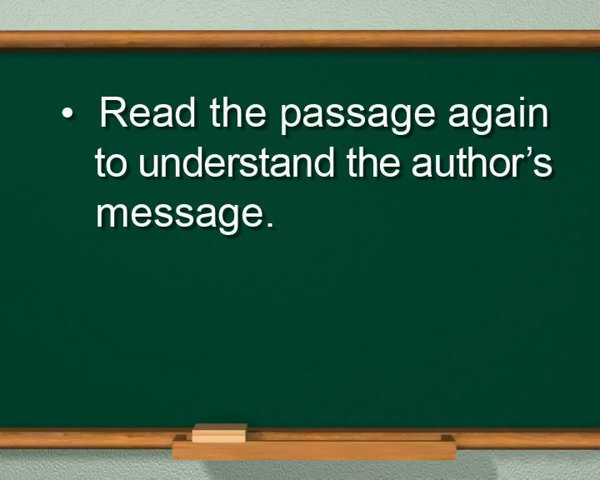 • Read the passage again
to understand the author’s
message.